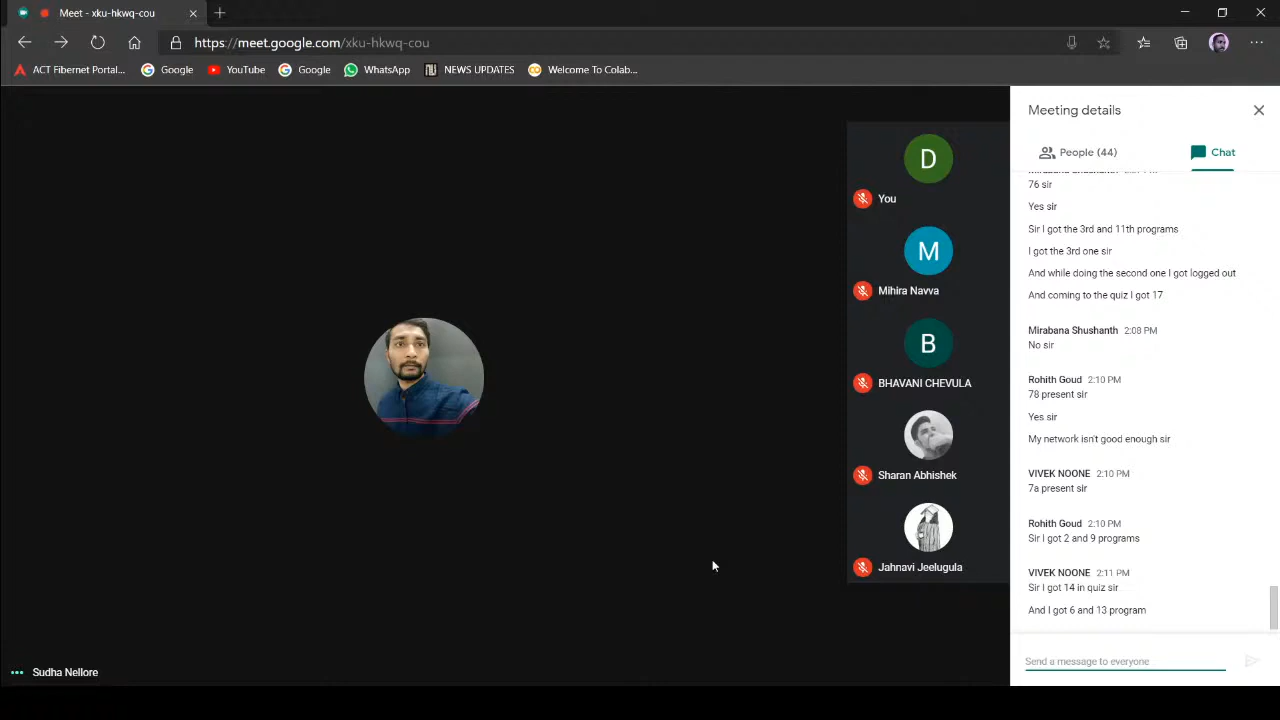 Meet - xku-hkwq-cou
https://meet.google.com/xku-hkwq-cou
ACT Fibernet Portal... Google YouTube Google WhatsApp NEWS UPDATES Welcome To Colab...
Sudha Nellore
D
You
M
Mihira Navva
B
BHAVANI CHEVULA
Sharan Abhishek
Jahnavi Jeelugula
Meeting details
People (44) Chat
Mirabana Shushanth
76 sir
Yes sir
Sir I got the 3rd and 11th programs
I got the 3rd one sir
And while doing the second one I got logged out
And coming to the quiz I got 17
Mirabana Shushanth 2:08 PM
No sir
Rohith Goud 2:10 PM
78 present sir
Yes sir
My network isn't good enough sir
VIVEK NOONE 2:10 PM
7a present sir
Rohith Goud 2:10 PM
Sir I got 2 and 9 programs
VIVEK NOONE 2:11 PM
Sir I got 14 in quiz sir
And I got 6 and 13 program
Send a message to everyone